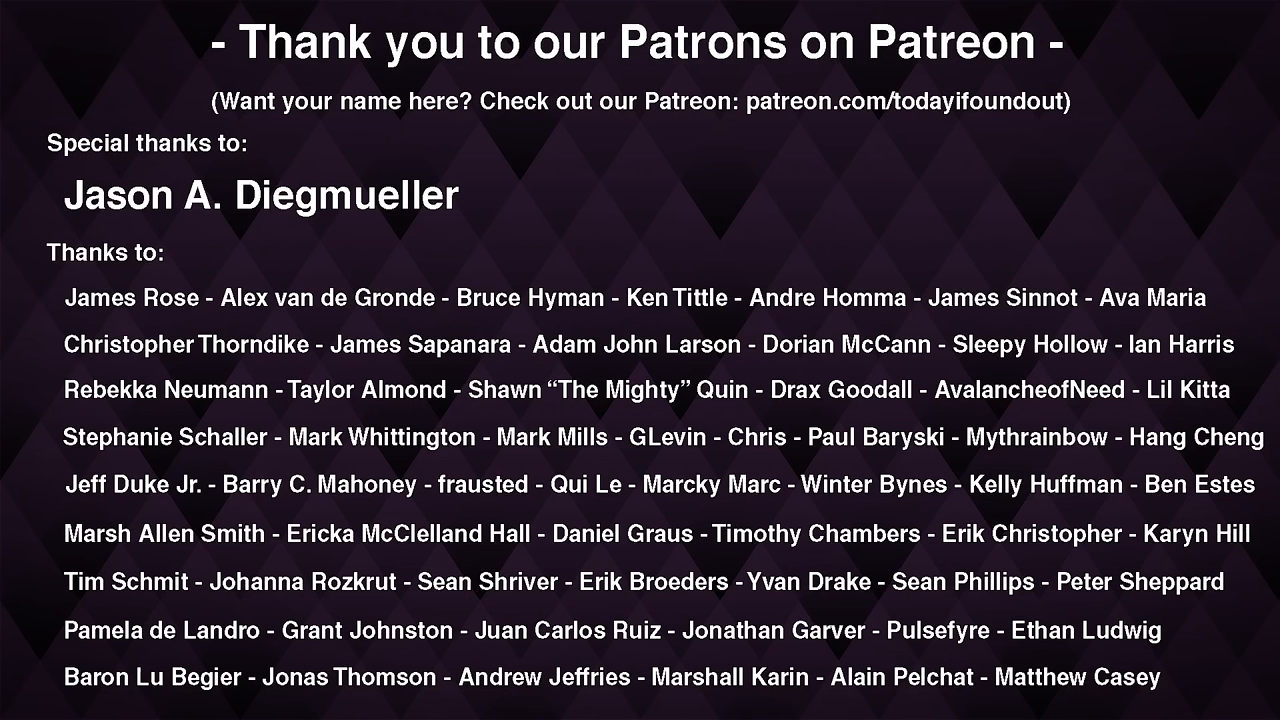 - Thank you to our Patrons on Patreon -
(Want your name here? Check out our Patreon: patreon.com/todayifoundout)
Special thanks to:
Jason A. Diegmueller
Thanks to:
James Rose - Alex van de Gronde - Bruce Hyman - Ken Tittle - Andre Homma - James Sinnot - Ava Maria
Christopher Thorndike - James Sapanara - Adam John Larson - Dorian McCann - Sleepy Hollow - Ian Harris
Rebekka Neumann - Taylor Almond - Shawn “The Mighty” Quin - Drax Goodall - AvalancheofNeed - Lil Kitta
Stephanie Schaller - Mark Whittington - Mark Mills - GLevin - Chris - Paul Baryski - Mythrainbow - Hang Cheng
Jeff Duke Jr. - Barry C. Mahoney - frausted - Qui Le - Marcky Marc - Winter Bynes - Kelly Huffman - Ben Estes
Marsh Allen Smith - Ericka McClelland Hall - Daniel Graus - Timothy Chambers - Erik Christopher - Karyn Hill
Tim Schmit - Johanna Rozkrut - Sean Shriver - Erik Broeders - Yvan Drake - Sean Phillips - Peter Sheppard
Pamela de Landro - Grant Johnston - Juan Carlos Ruiz - Jonathan Garver - Pulsefyre - Ethan Ludwig
Baron Lu Begier - Jonas Thomson - Andrew Jeffries - Marshall Karin - Alain Pelchat - Matthew Casey